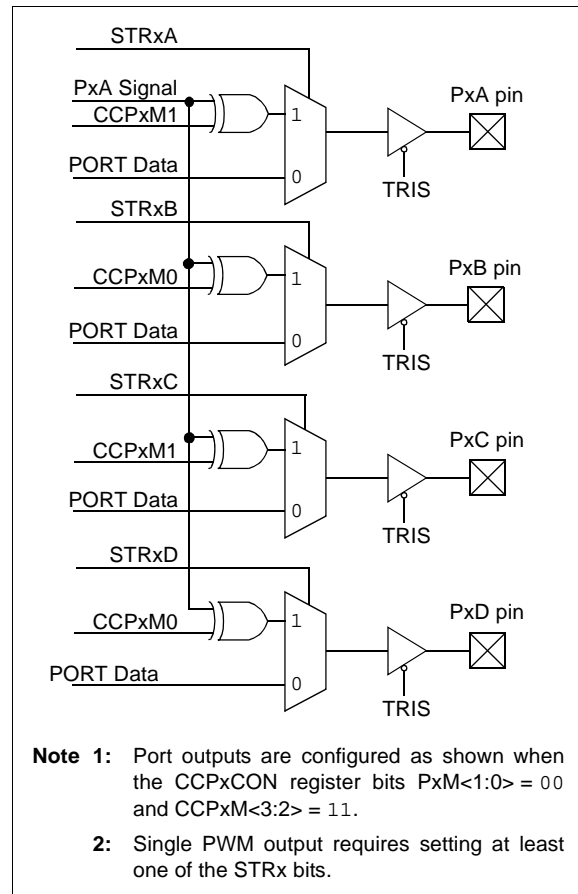 STRxA
PxA Signal
PxA pin
CCPxM1
1
PORT Data
0
TRIS
STRxB
PxB pin
CCPxM0
1
PORT Data
0
TRIS
STRxC
PxC pin
CCPxM1
1
PORT Data
0
TRIS
STRxD
PxD pin
CCPxM0
1
PORT Data
0
TRIS
Note 1: Port outputs are configured as shown when
the CCPxCON register bits PxM<1:0> = 00
and CCPxM<3:2> = 11.
2: Single PWM output requires setting at least
one of the STRx bits.